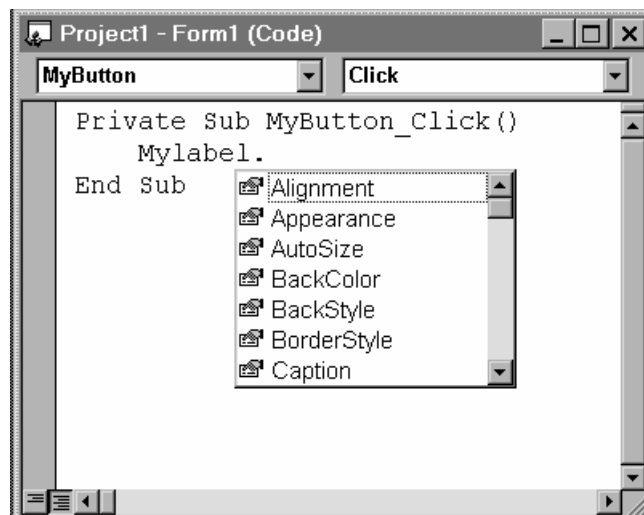 Project1 - Form1 (Code)
MyButton Click
Private Sub MyButton_Click()
Mylabel.
End Sub
Alignment
Appearance
AutoSize
BackColor
BackStyle
BorderStyle
Caption